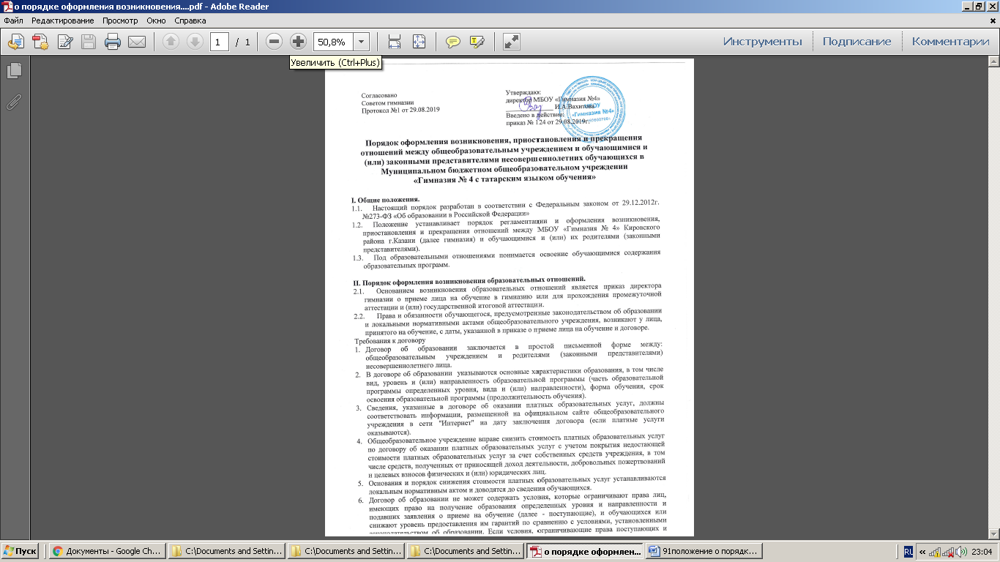 о порядке оформления возникновения....pdf - Adobe Reader
Файл Редактирование Просмотр Окно Справка
1 / 1 50,8% Инструменты Подписание Комментарии
Увеличить (Ctrl+Plus)
Согласовано
Советом гимназии
Протокол №1 от 29.08.2019
Утверждаю:
директор МБОУ «Гимназия №4»
И.А.Вахитова
Введено в действие:
приказ № 124 от 29.08.2019г.
МБОУ
«Гимназия №4»
Порядок оформления возникновения, приостановления и прекращения
отношений между общеобразовательным учреждением и обучающимися и
(или) законными представителями несовершеннолетних обучающихся в
Муниципальном бюджетном общеобразовательном учреждении
«Гимназия № 4 с татарским языком обучения»
I. Общие положения.
1.1. Настоящий порядок разработан в соответствии с Федеральным законом от 29.12.2012г.
№273-ФЗ «Об образовании в Российской Федерации»
1.2. Положение устанавливает порядок регламентации и оформления возникновения,
приостановления и прекращения отношений между МБОУ «Гимназия № 4» Кировского
района г.Казани (далее гимназия) и обучающимися и (или) их родителями (законными
представителями).
1.3. Под образовательными отношениями понимается освоение обучающимися содержания
образовательных программ.
II. Порядок оформления возникновения образовательных отношений.
2.1. Основанием возникновения образовательных отношений является приказ директора
гимназии о приеме лица на обучение в гимназию или для прохождения промежуточной
аттестации и (или) государственной итоговой аттестации.
2.2. Права и обязанности обучающегося, предусмотренные законодательством об образовании
и локальными нормативными актами общеобразовательного учреждения, возникают у лица,
принятого на обучение, с даты, указанной в приказе о приеме лица на обучение и договоре.
Требования к договору
1. Договор об образовании заключается в простой письменной форме между:
общеобразовательным учреждением и родителями (законными представителями)
несовершеннолетнего лица.
2. В договоре об образовании указываются основные характеристики образования, в том числе
вид, уровень и (или) направленность образовательной программы (часть образовательной
программы определенных уровня, вида и (или) направленности), форма обучения, срок
освоения образовательной программы (продолжительность обучения).
3. Сведения, указанные в договоре об оказании платных образовательных услуг, должны
соответствовать информации, размещенной на официальном сайте общеобразовательного
учреждения в сети "Интернет" на дату заключения договора (если платные услуги
оказываются).
4. Общеобразовательное учреждение вправе снизить стоимость платных образовательных услуг
по договору об оказании платных образовательных услуг с учетом покрытия недостающей
стоимости платных образовательных услуг за счет собственных средств учреждения, в том
числе средств, полученных от приносящей доход деятельности, добровольных пожертвований
и целевых взносов физических и (или) юридических лиц.
5. Основания и порядок снижения стоимости платных образовательных услуг устанавливаются
локальным нормативным актом и доводятся до сведения обучающихся.
6. Договор об образовании не может содержать условия, которые ограничивают права лиц,
имеющих право на получение образования определенных уровня и направленности и
подавших заявления о приеме на обучение (далее - поступающие), и обучающихся или
снижают уровень предоставления им гарантий по сравнению с условиями, установленными
законодательством об образовании. Если условия, ограничивающие права поступающих и
Пуск Документы - Google Ch... C:\Documents and Settin... C:\Documents and Settin... C:\Documents and Settin... о порядке оформлен... 91положение о порядк... RL « 23:04